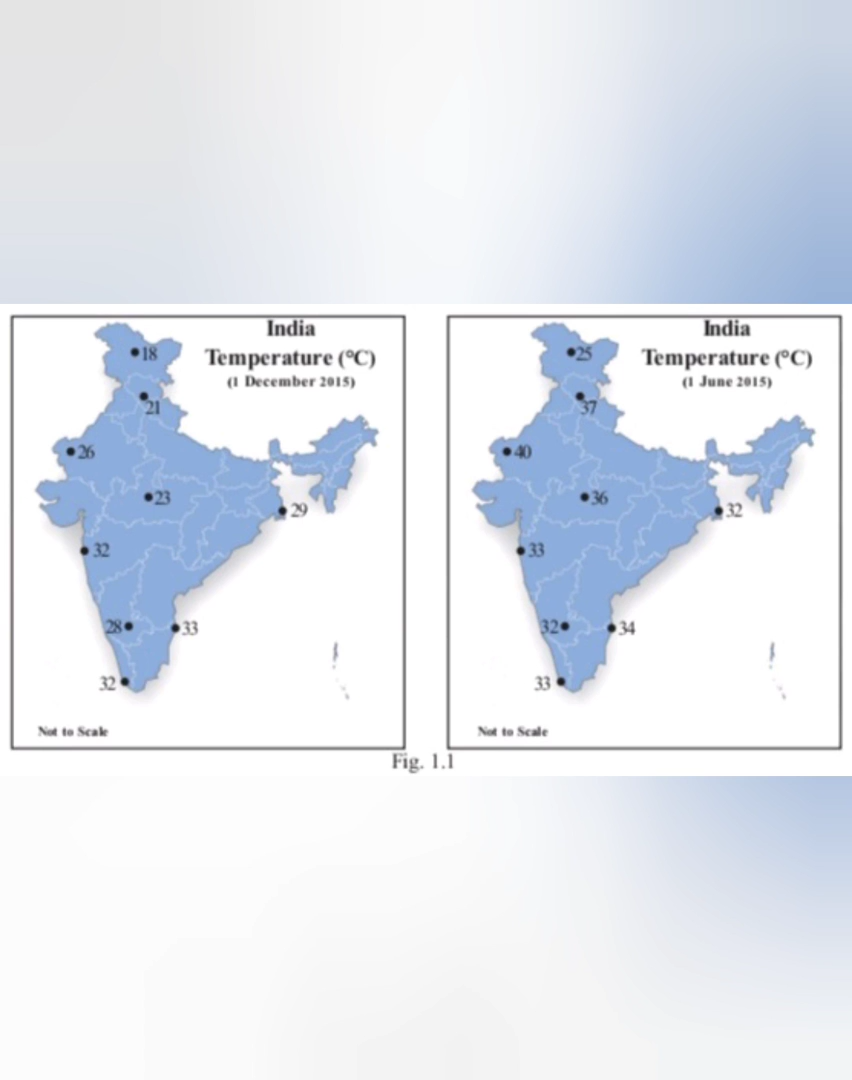 India
Temperature (°C)
(1 December 2015)
18
21
26
23
29
32
28
33
32
Not to Scale
India
Temperature (°C)
(1 June 2015)
25
37
40
36
32
33
32
34
33
Not to Scale
Fig. 1.1